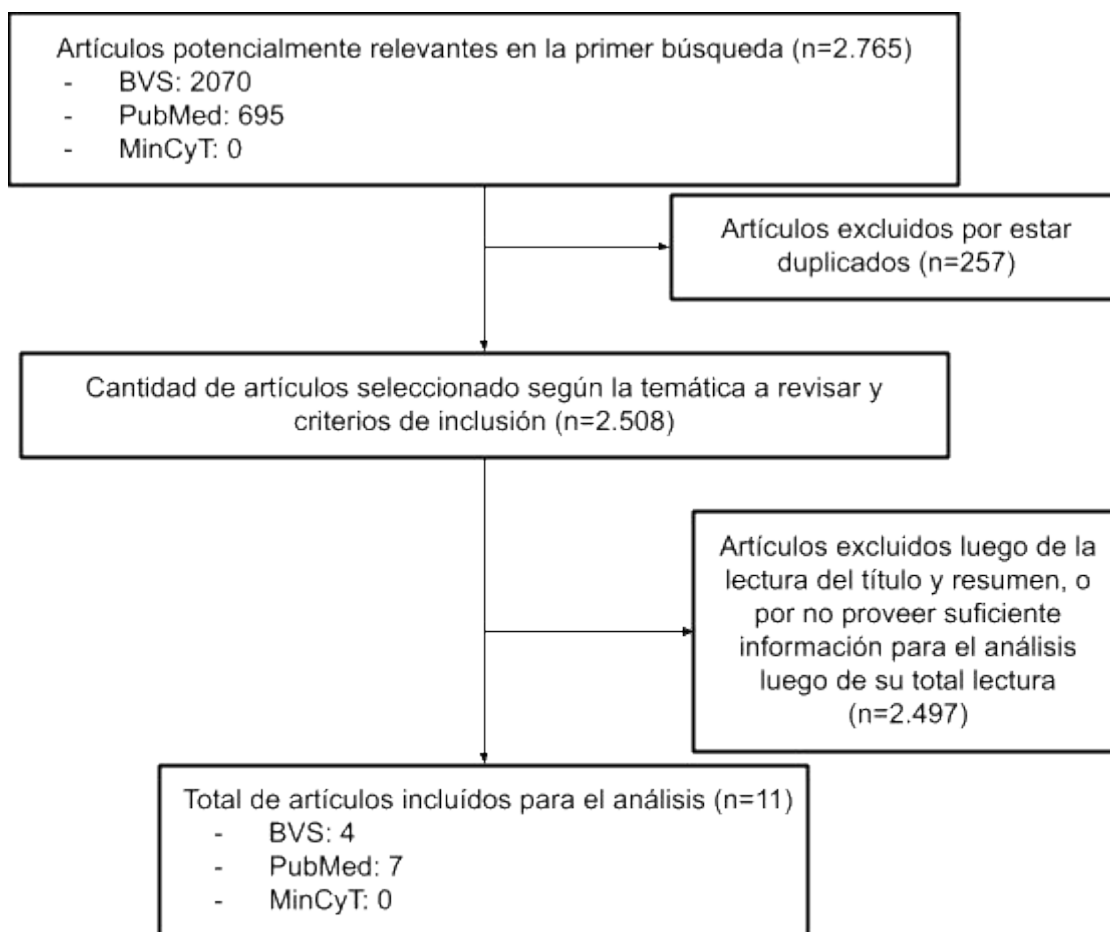 Artículos potencialmente relevantes en la primer búsqueda (n=2.765)
- BVS: 2070
- PubMed: 695
- MinCyT: 0
Artículos excluidos por estar
duplicados (n=257)
Cantidad de artículos seleccionado según la temática a revisar y
criterios de inclusión (n=2.508)
Artículos excluidos luego de la
lectura del título y resumen, o
por no proveer suficiente
información para el análisis
luego de su total lectura
(n=2.497)
Total de artículos incluídos para el análisis (n=11)
- BVS: 4
- PubMed: 7
- MinCyT: 0